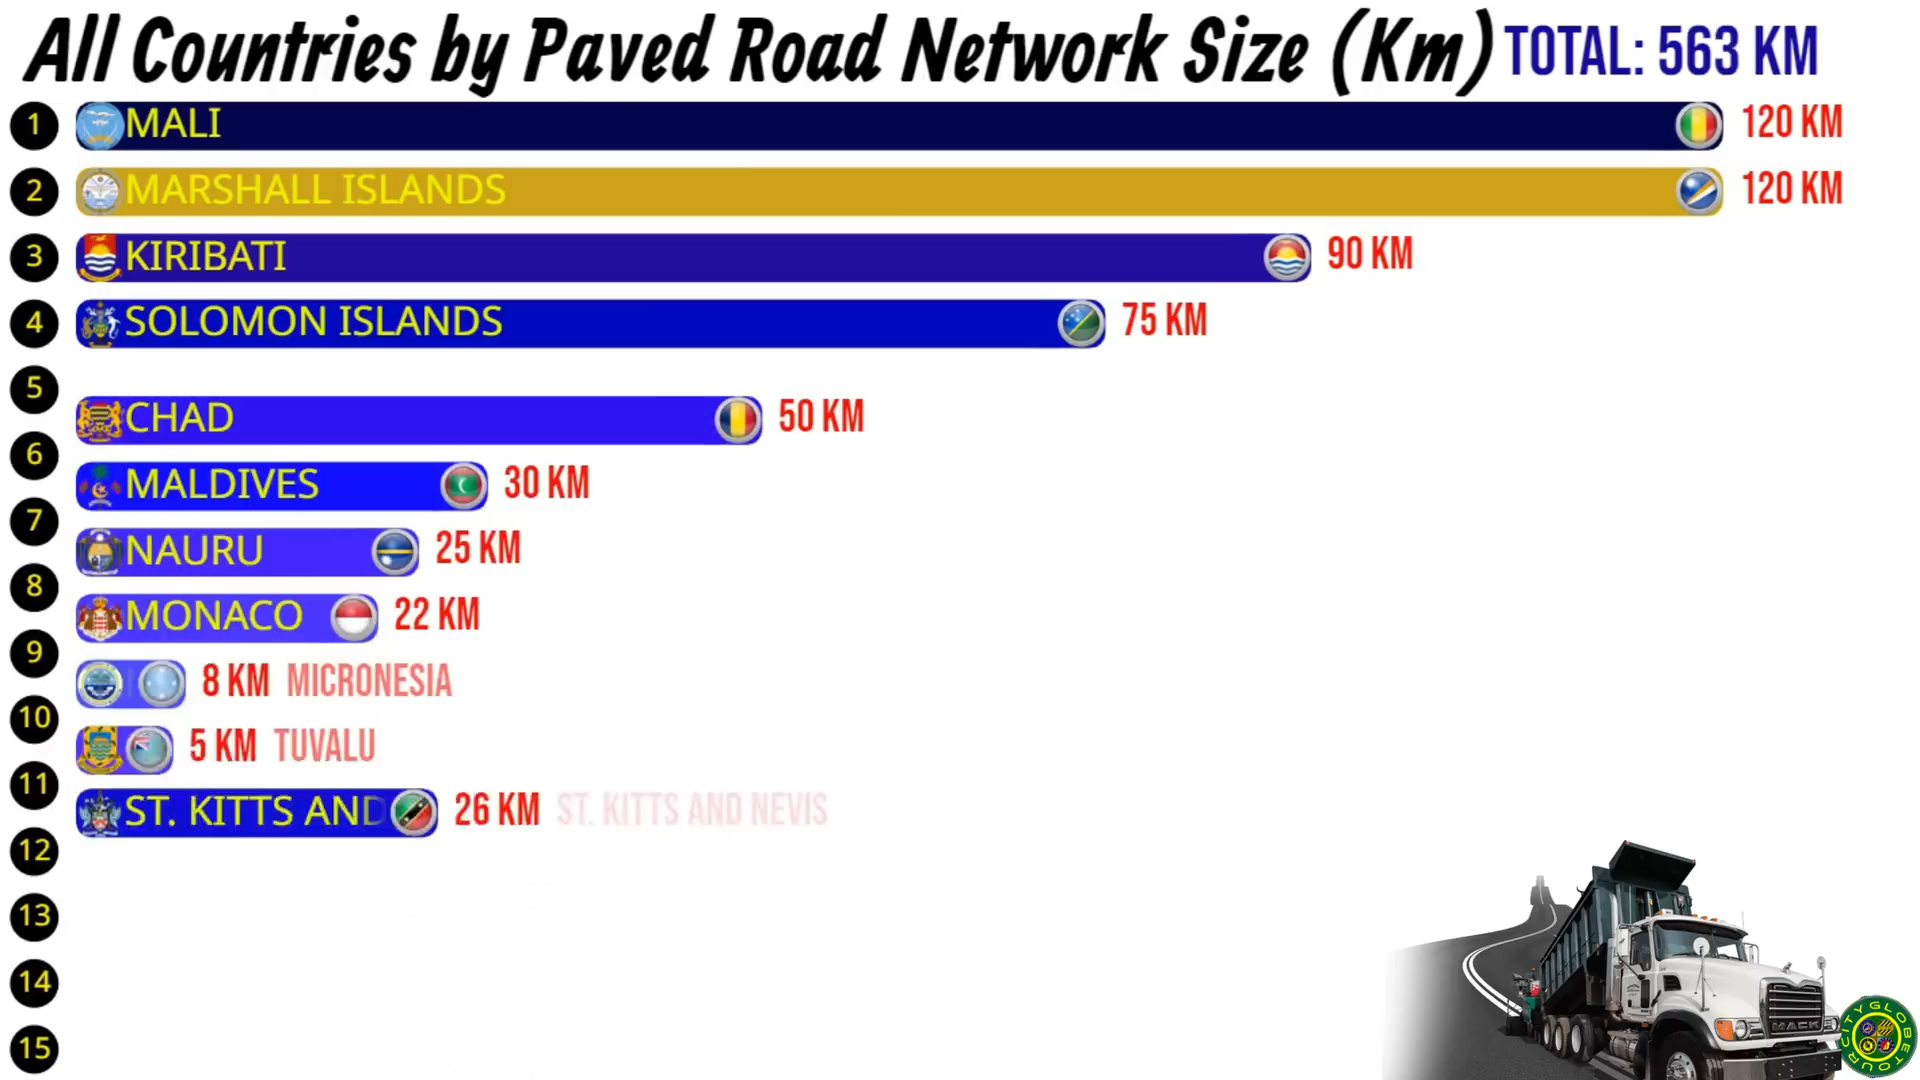 All Countries by Paved Road Network Size (Km) TOTAL: 563 KM
1 MALI 120 KM
2 MARSHALL ISLANDS 120 KM
3 KIRIBATI 90 KM
4 SOLOMON ISLANDS 75 KM
5
CHAD 50 KM
6
MALDIVES 30 KM
7
NAURU 25 KM
8
MONACO 22 KM
9
8 KM MICRONESIA
10
5 KM TUVALU
11
ST. KITTS AND 26 KM ST. KITTS AND NEVIS
12
13
14
15
MACK
CITY GLOBE TOUR